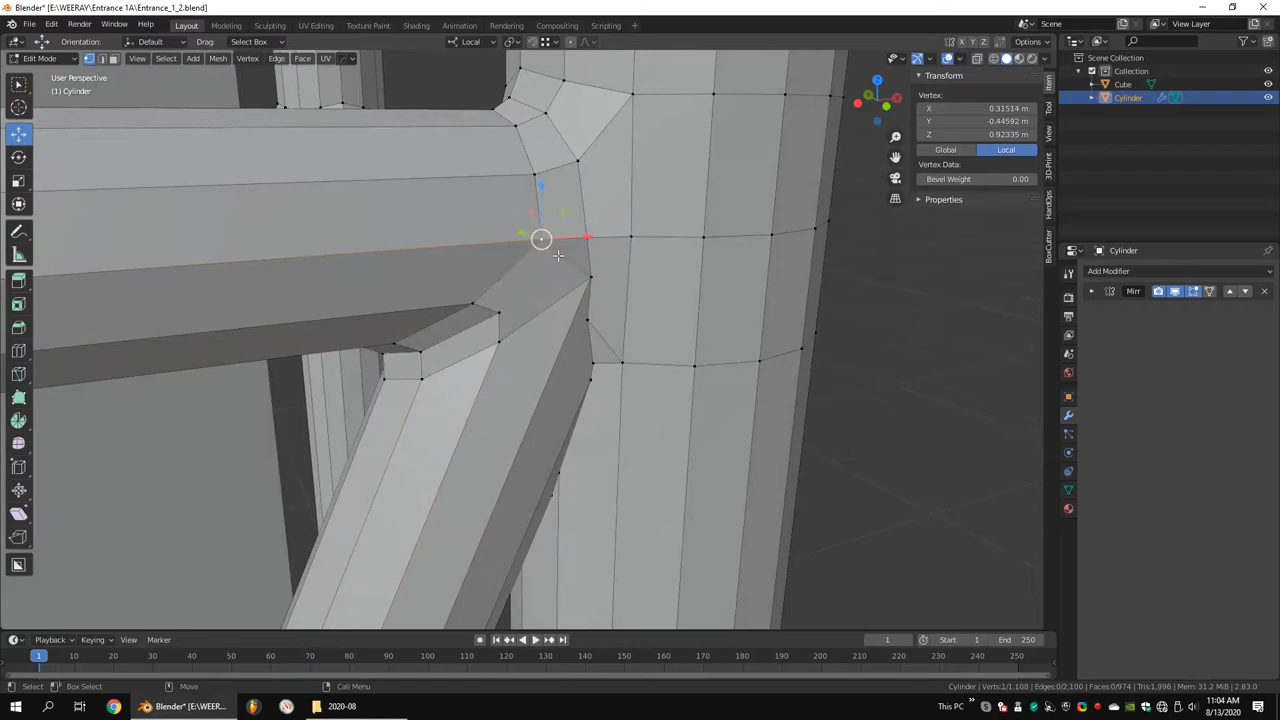 Blender* [E:\WEERAY\Entrance 1A\Entrance_1_2.blend]
File Edit Render Window Help Layout Modeling Sculpting UV Editing Texture Paint Shading Animation Rendering Compositing Scripting Scene View Layer
Orientation: Default Drag: Select Box Local X Y Z Options
Edit Mode View Select Add Mesh Vertex Edge Face UV
User Perspective
(1) Cylinder
Transform
Vertex:
X 0.31514 m
Y -0.44592 m
Z 0.92335 m
Global Local
Vertex Data:
Bevel Weight 0.00
Properties
Item
Tool
View
3D-Print
HardOps
BoxCutter
Scene Collection
Collection
Cube
Cylinder
Cylinder
Add Modifier
Mirr
Playback Keying View Marker 1 Start 1 End 250
1 10 20 30 40 50 60 70 80 90 100 110 120 130 140 150 160 170 180 190 200 210 220 230 240 250
Select Box Select Move Call Menu Cylinder | Verts:1/1,108 | Edges:0/2,100 | Faces:0/974 | Tris:1,996 | Mem: 31.2 MiB | 2.83.0
Blender* [E:\WEER... 2020-08 This PC 11:04 AM
8/13/2020